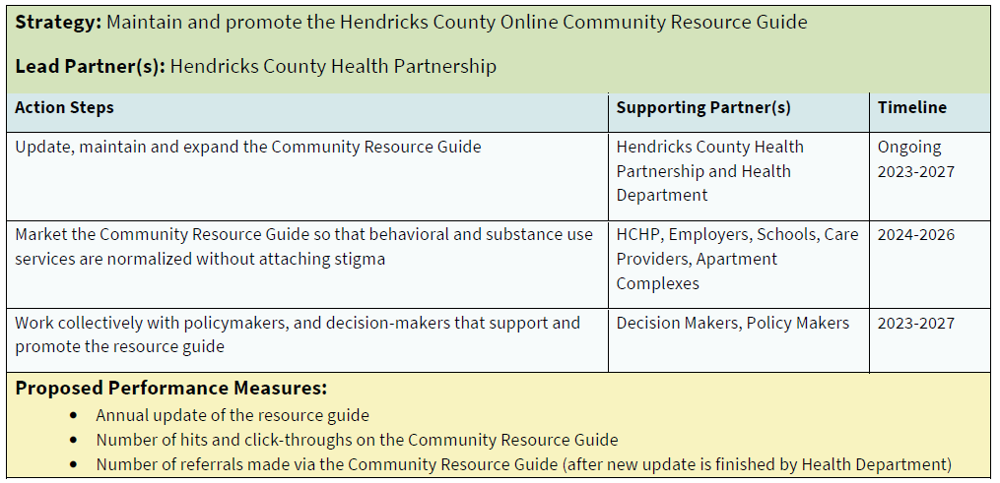 Strategy: Maintain and promote the Hendricks County Online Community Resource Guide
Lead Partner(s): Hendricks County Health Partnership
Action Steps
Supporting Partner(s)
Timeline
Update, maintain and expand the Community Resource Guide
Hendricks County Health
Partnership and Health
Department
Ongoing
2023-2027
Market the Community Resource Guide so that behavioral and substance use
services are normalized without attaching stigma
HCHP, Employers, Schools, Care
Providers, Apartment
Complexes
2024-2026
Work collectively with policymakers, and decision-makers that support and
promote the resource guide
Decision Makers, Policy Makers
2023-2027
Proposed Performance Measures:
• Annual update of the resource guide
• Number of hits and click-throughs on the Community Resource Guide
• Number of referrals made via the Community Resource Guide (after new update is finished by Health Department)